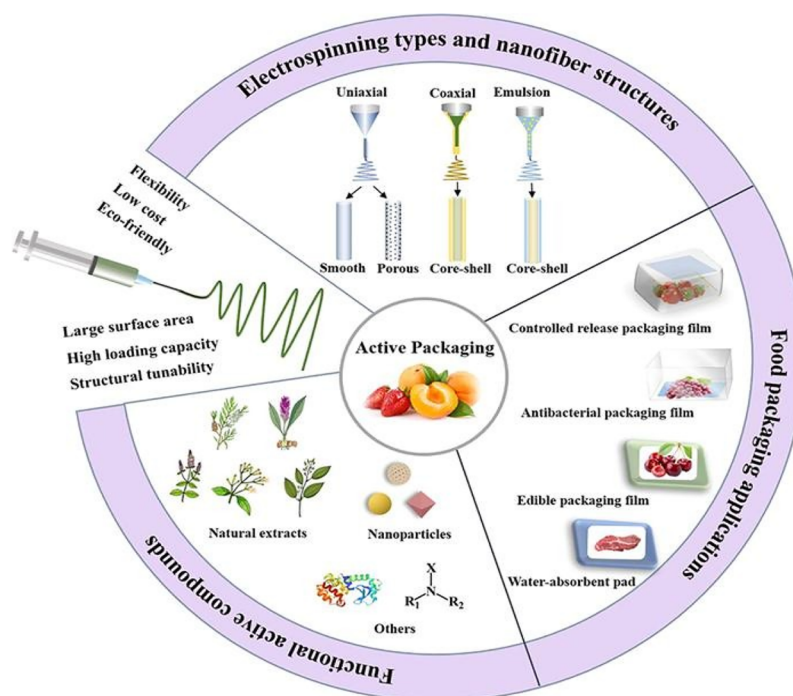 Electrospinning types and nanofiber structures
Uniaxial
Coaxial
Emulsion
Smooth
Porous
Core-shell
Core-shell
Flexibility
Low cost
Eco-friendly
Large surface area
High loading capacity
Structural tunability
Active Packaging
Food packaging applications
Controlled release packaging film
Antibacterial packaging film
Edible packaging film
Water-absorbent pad
Functional active compounds
Natural extracts
Nanoparticles
X
R₁
N
R₂
Others